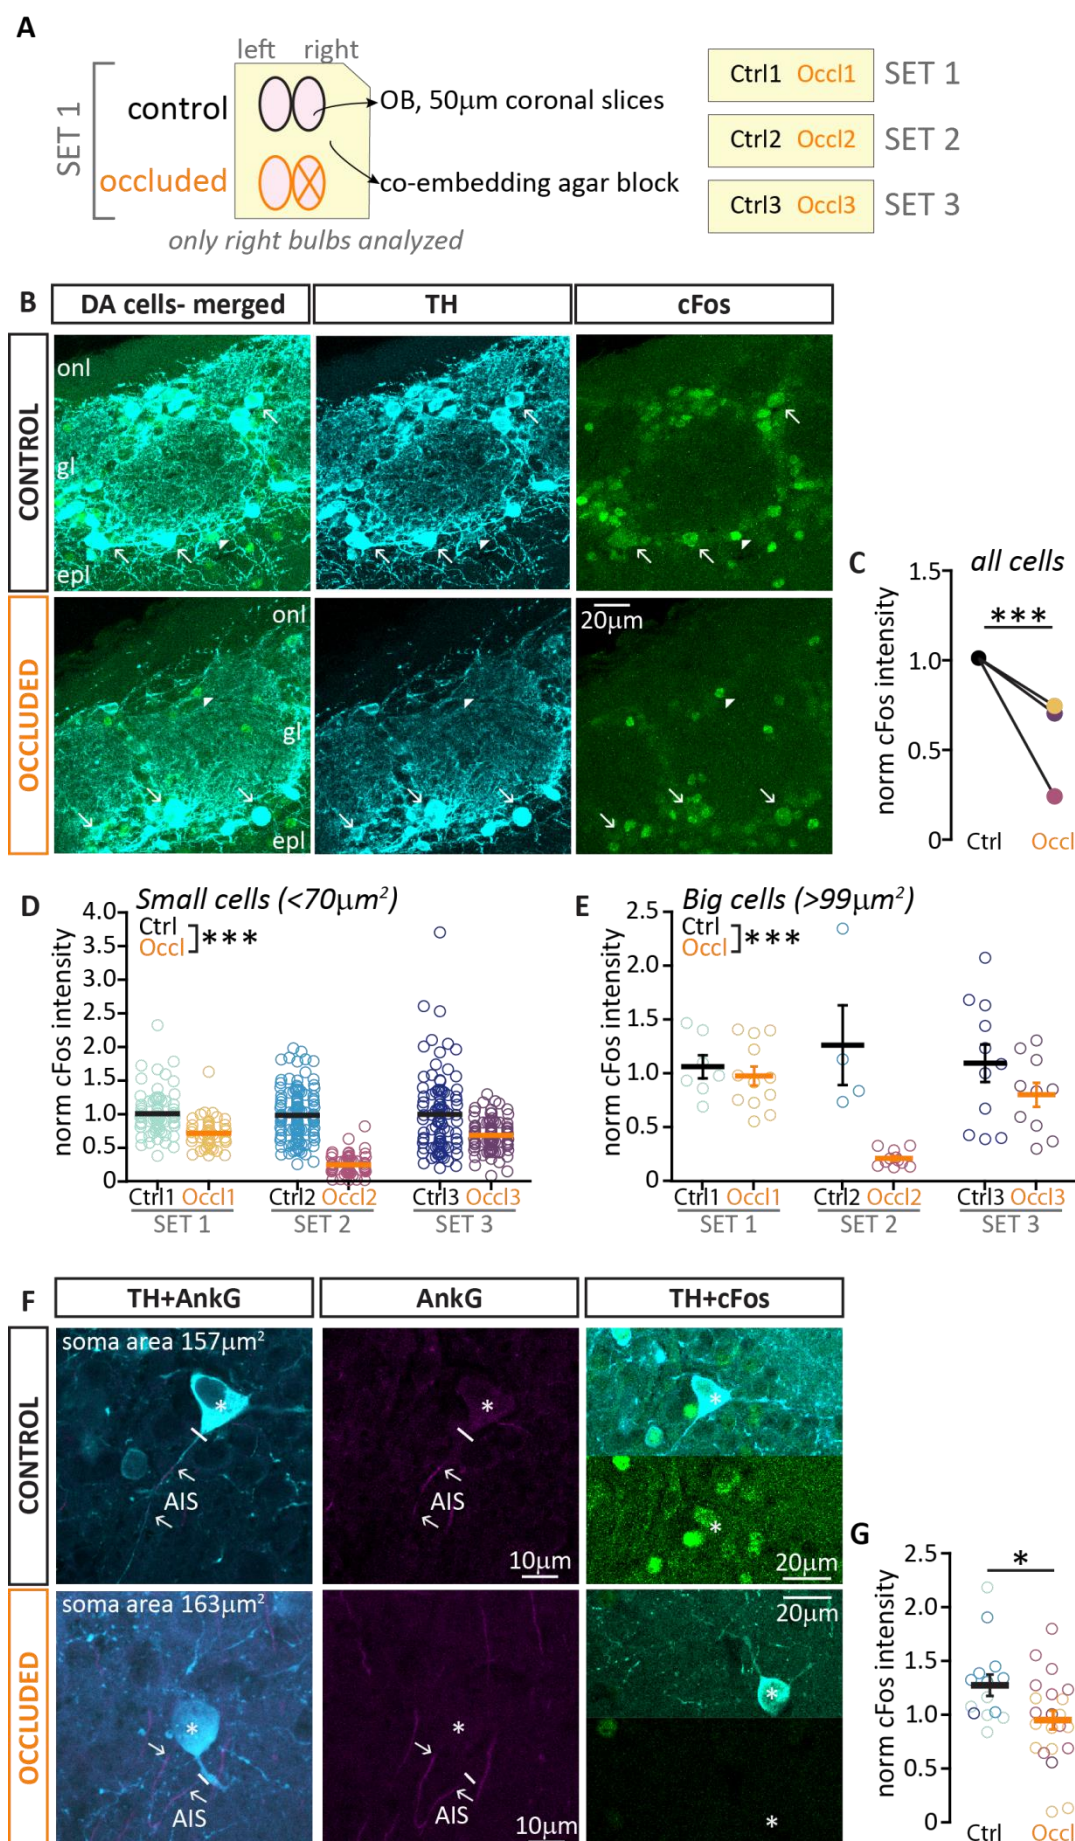 A
SET 1
left right
control
occluded
OB, 50μm coronal slices
co-embedding agar block
only right bulbs analyzed
Ctrl1 Occl1 SET 1
Ctrl2 Occl2 SET 2
Ctrl3 Occl3 SET 3
B
DA cells- merged TH cFos
CONTROL
onl
gl
epl
OCCLUDED
onl
gl
epl
20μm
C
all cells
***
norm cFos intensity
1.5
1.0
0.5
0
Ctrl Occl
D
Small cells (<70μm²)
Ctrl
Occl
***
norm cFos intensity
4.0
3.5
3.0
2.5
2.0
1.5
1.0
0.5
0
Ctrl1 Occl1 Ctrl2 Occl2 Ctrl3 Occl3
SET 1 SET 2 SET 3
E
Big cells (>99μm²)
Ctrl
Occl
***
norm cFos intensity
2.5
2.0
1.5
1.0
0.5
0
Ctrl1 Occl1 Ctrl2 Occl2 Ctrl3 Occl3
SET 1 SET 2 SET 3
F
TH+AnkG AnkG TH+cFos
CONTROL
soma area 157μm²
*
AIS
*
AIS
10μm
*
*
20μm
OCCLUDED
soma area 163μm²
*
AIS
*
AIS
10μm
20μm
*
*
G
*
norm cFos intensity
2.5
2.0
1.5
1.0
0.5
0
Ctrl Occl